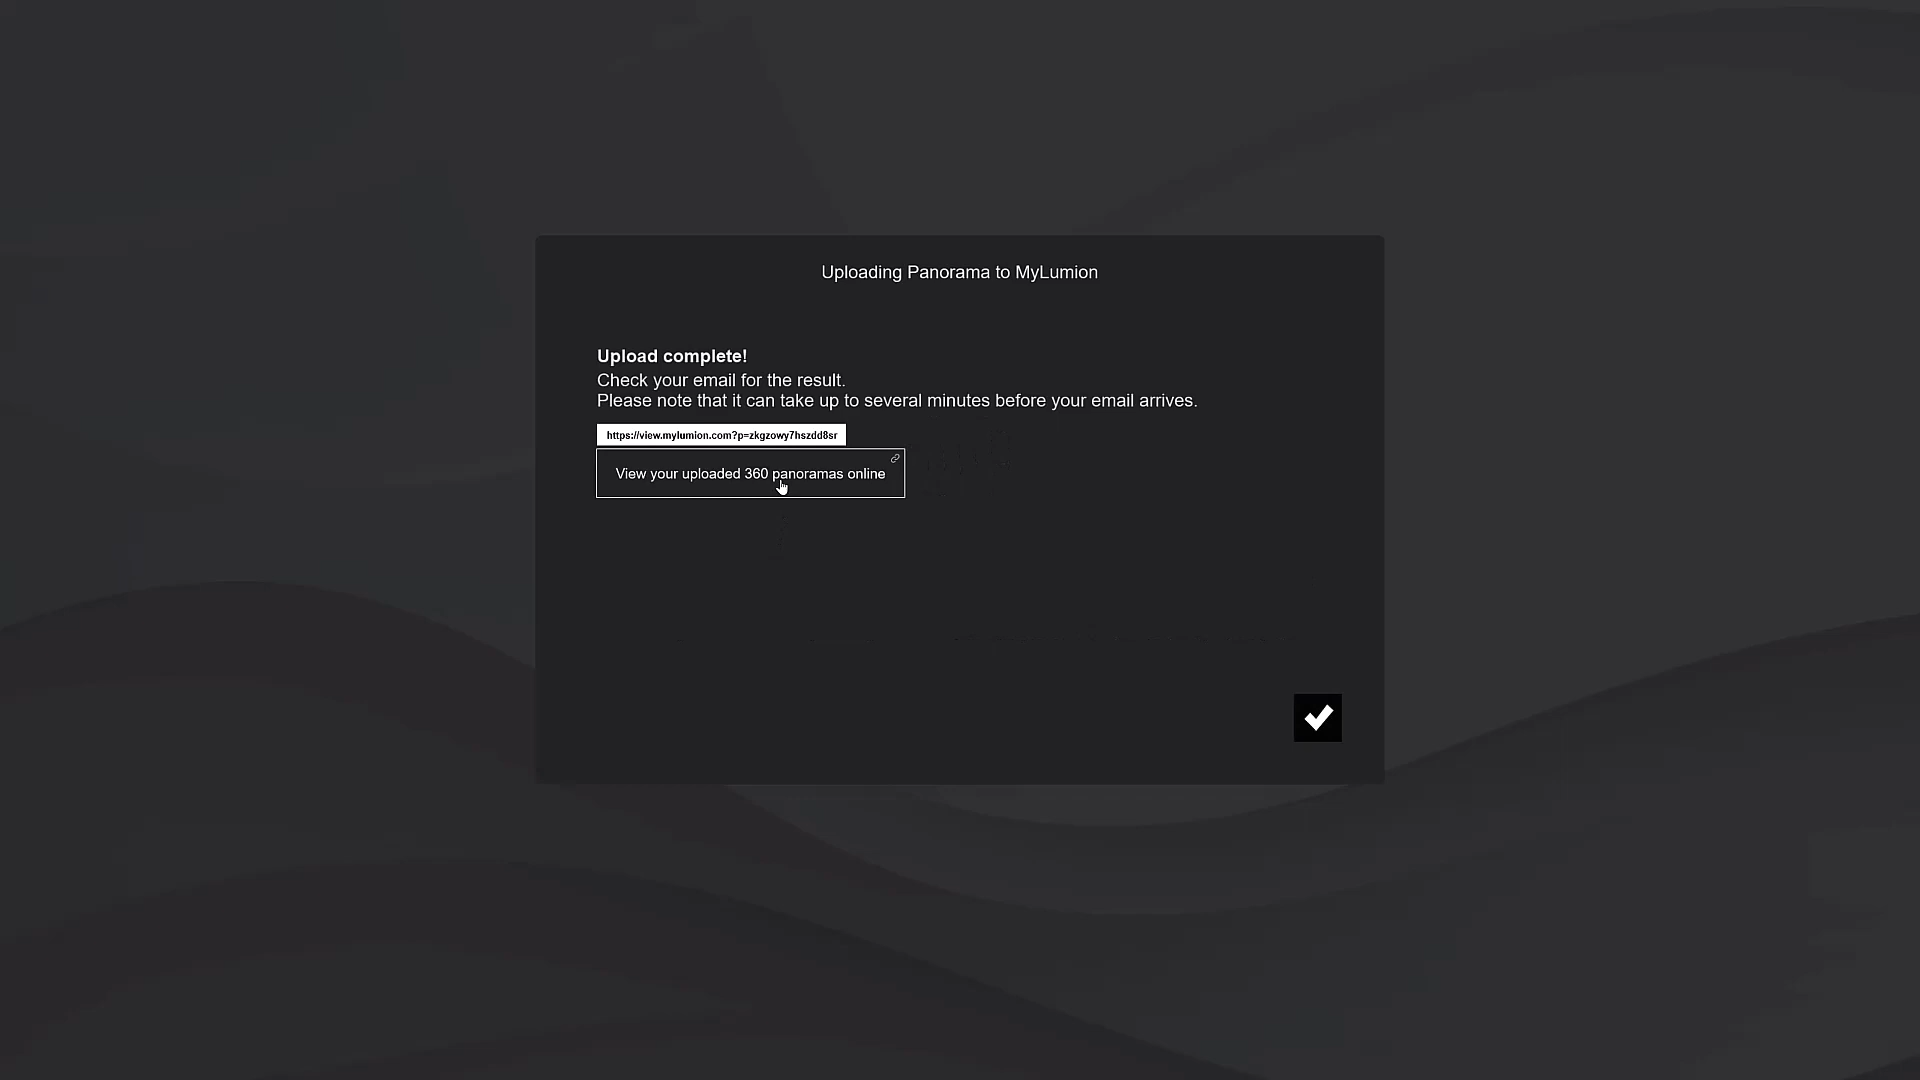 Uploading Panorama to MyLumion
Upload complete!
Check your email for the result.
Please note that it can take up to several minutes before your email arrives.
https://view.mylumion.com?p=zkgzowy7hszdd8sr
View your uploaded 360 panoramas online